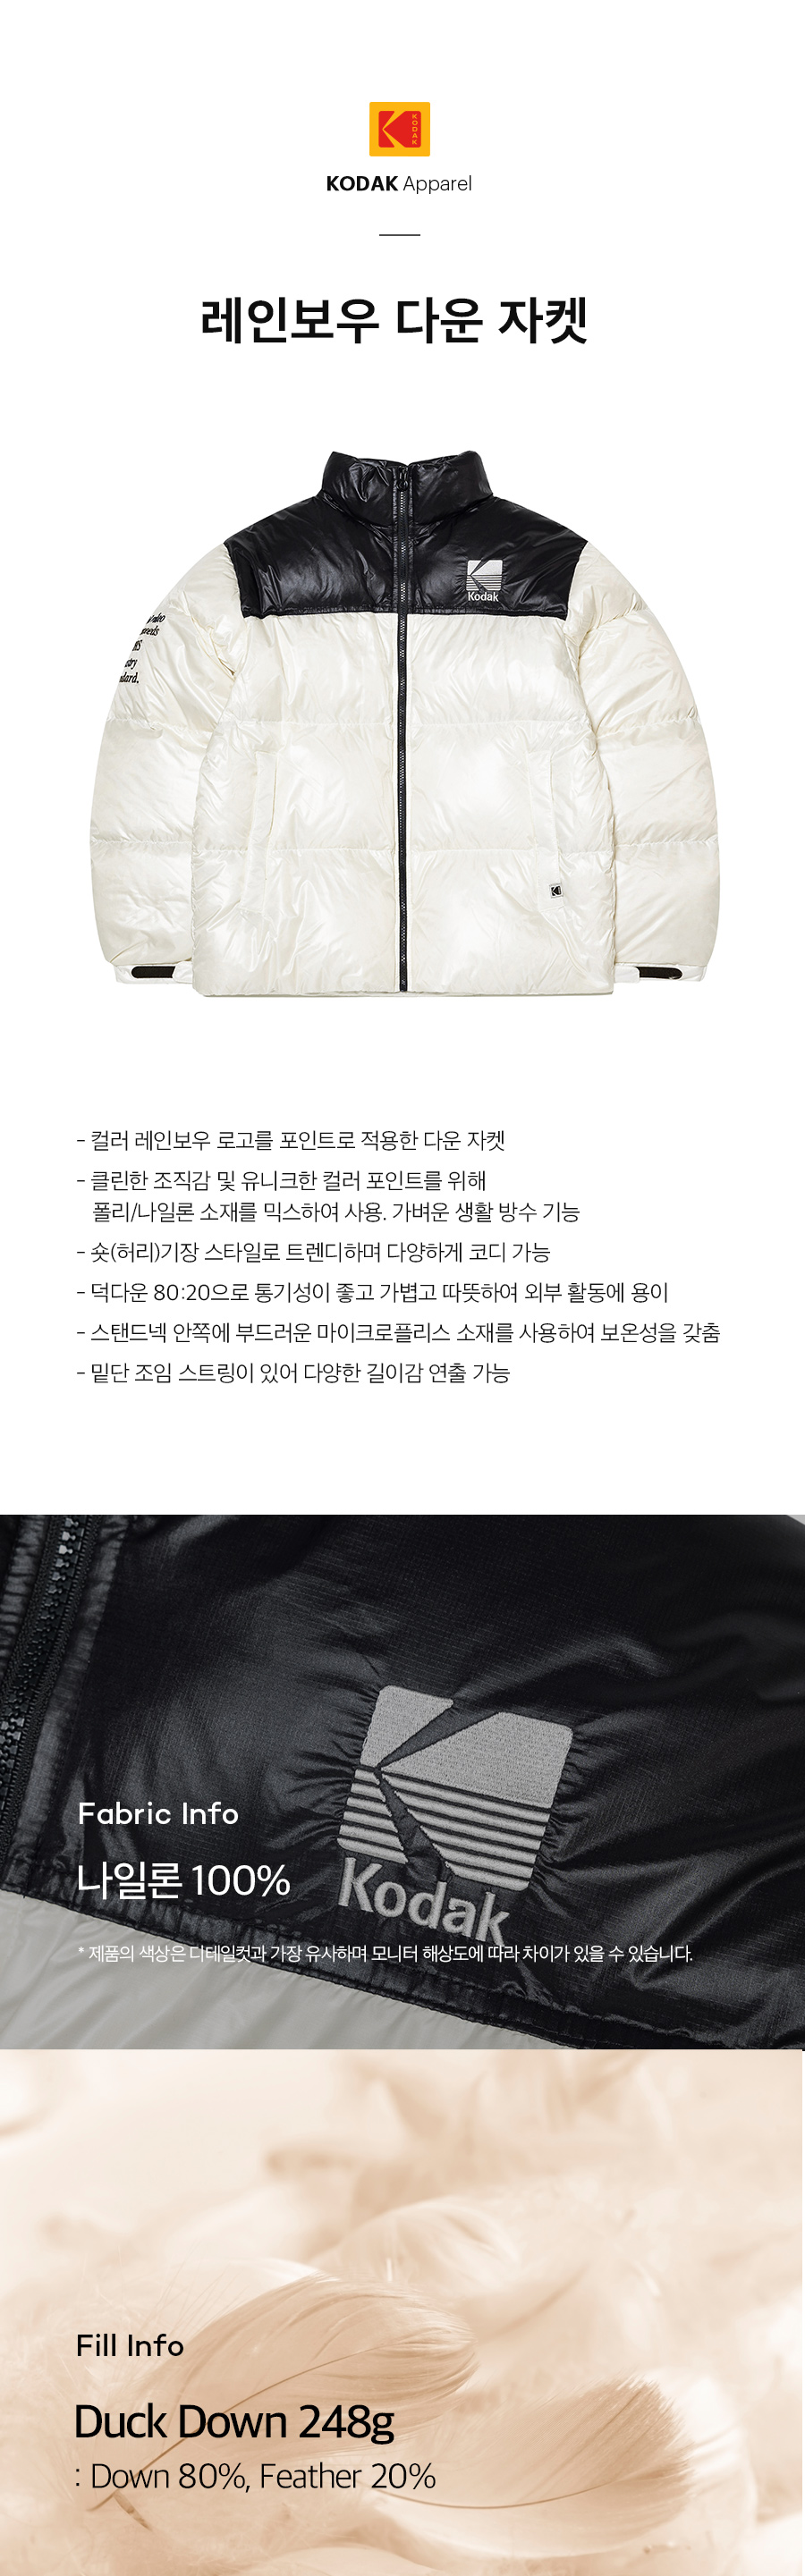 KODAK
KODAK Apparel
레인보우 다운 자켓
Kodak
- 컬러 레인보우 로고를 포인트로 적용한 다운 자켓
- 클린한 조직감 및 유니크한 컬러 포인트를 위해
폴리/나일론 소재를 믹스하여 사용. 가벼운 생활 방수 기능
- 숏(허리)기장 스타일로 트렌디하며 다양하게 코디 가능
- 덕다운 80:20으로 통기성이 좋고 가볍고 따뜻하여 외부 활동에 용이
- 스탠드넥 안쪽에 부드러운 마이크로플리스 소재를 사용하여 보온성을 갖춤
- 밑단 조임 스트링이 있어 다양한 길이감 연출 가능
Fabric Info
나일론 100%
Kodak
* 제품의 색상은 디테일컷과 가장 유사하며 모니터 해상도에 따라 차이가 있을 수 있습니다.
Fill Info
Duck Down 248g
: Down 80%, Feather 20%